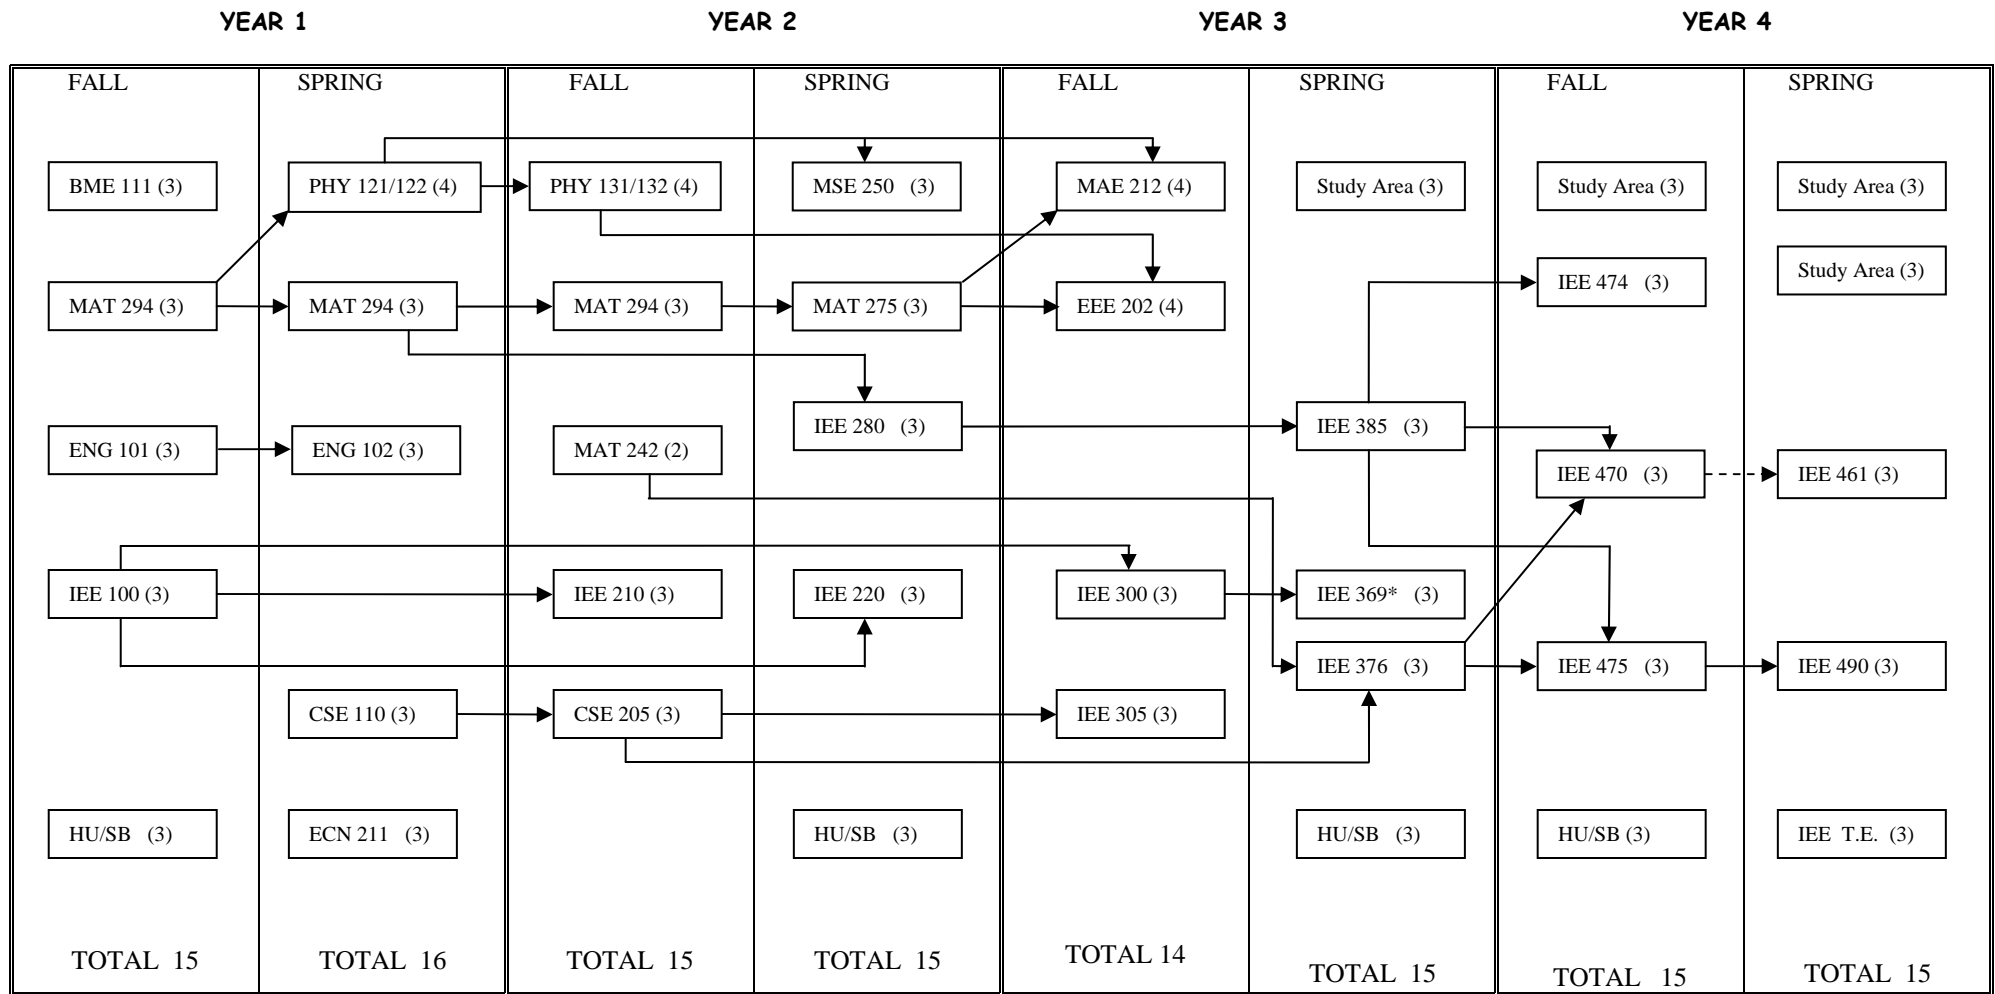 YEAR 1
YEAR 2
YEAR 3
YEAR 4
FALL
SPRING
FALL
SPRING
FALL
SPRING
FALL
SPRING
BME 111 (3)
PHY 121/122 (4)
PHY 131/132 (4)
MSE 250 (3)
MAE 212 (4)
Study Area (3)
Study Area (3)
Study Area (3)
MAT 294 (3)
MAT 294 (3)
MAT 294 (3)
MAT 275 (3)
EEE 202 (4)
IEE 474 (3)
Study Area (3)
ENG 101 (3)
ENG 102 (3)
MAT 242 (2)
IEE 280 (3)
IEE 385 (3)
IEE 470 (3)
IEE 461 (3)
IEE 100 (3)
IEE 210 (3)
IEE 220 (3)
IEE 300 (3)
IEE 369* (3)
IEE 376 (3)
IEE 475 (3)
IEE 490 (3)
CSE 110 (3)
CSE 205 (3)
IEE 305 (3)
HU/SB (3)
ECN 211 (3)
HU/SB (3)
HU/SB (3)
HU/SB (3)
IEE T.E. (3)
TOTAL 15
TOTAL 16
TOTAL 15
TOTAL 15
TOTAL 14
TOTAL 15
TOTAL 15
TOTAL 15